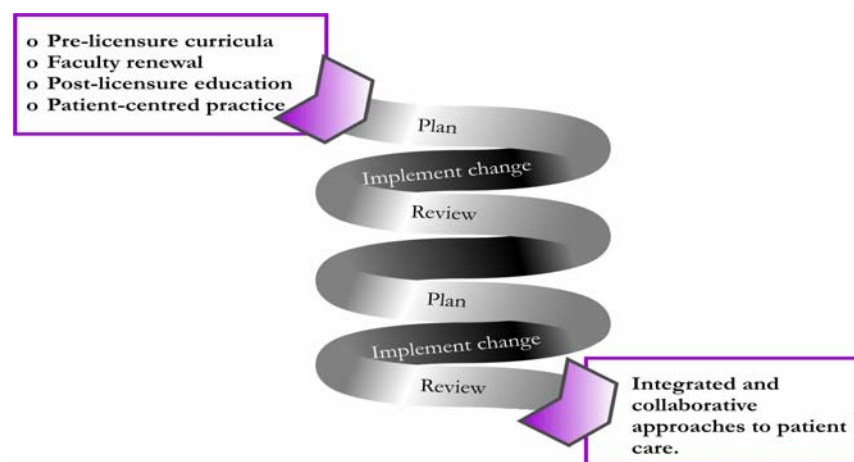 o Pre-licensure curricula
o Faculty renewal
o Post-licensure education
o Patient-centred practice
Plan
Implement change
Review
Plan
Implement change
Review
Integrated and
collaborative
approaches to patient
care.